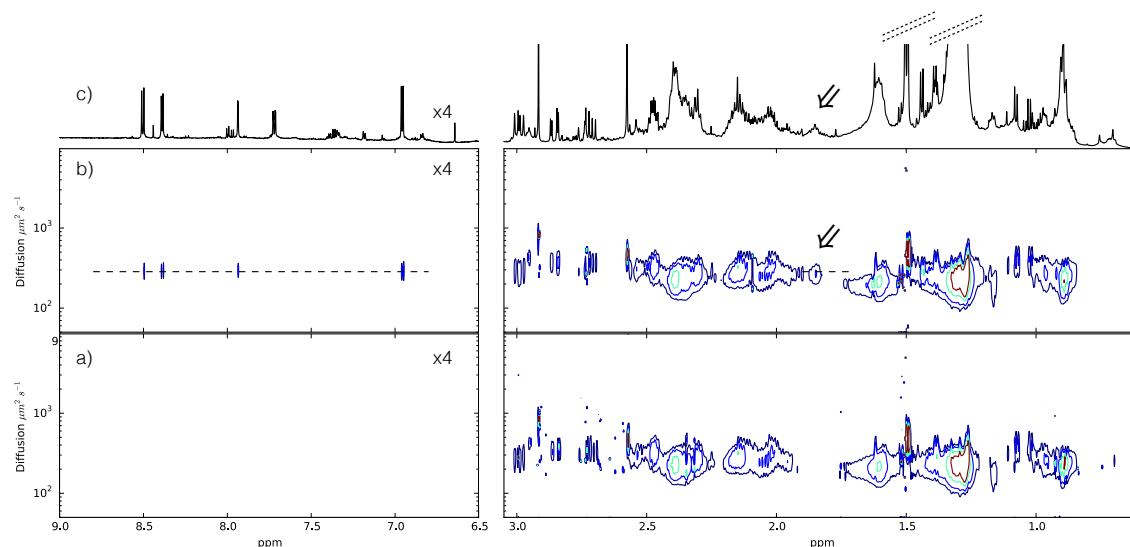 c)
x4
b)
x4
Diffusion μm² s⁻¹
10³
10²
a)
x4
9
Diffusion μm² s⁻¹
10³
10²
9.0 8.5 8.0 7.5 7.0 6.5 3.0 2.5 2.0 1.5 1.0
ppm ppm